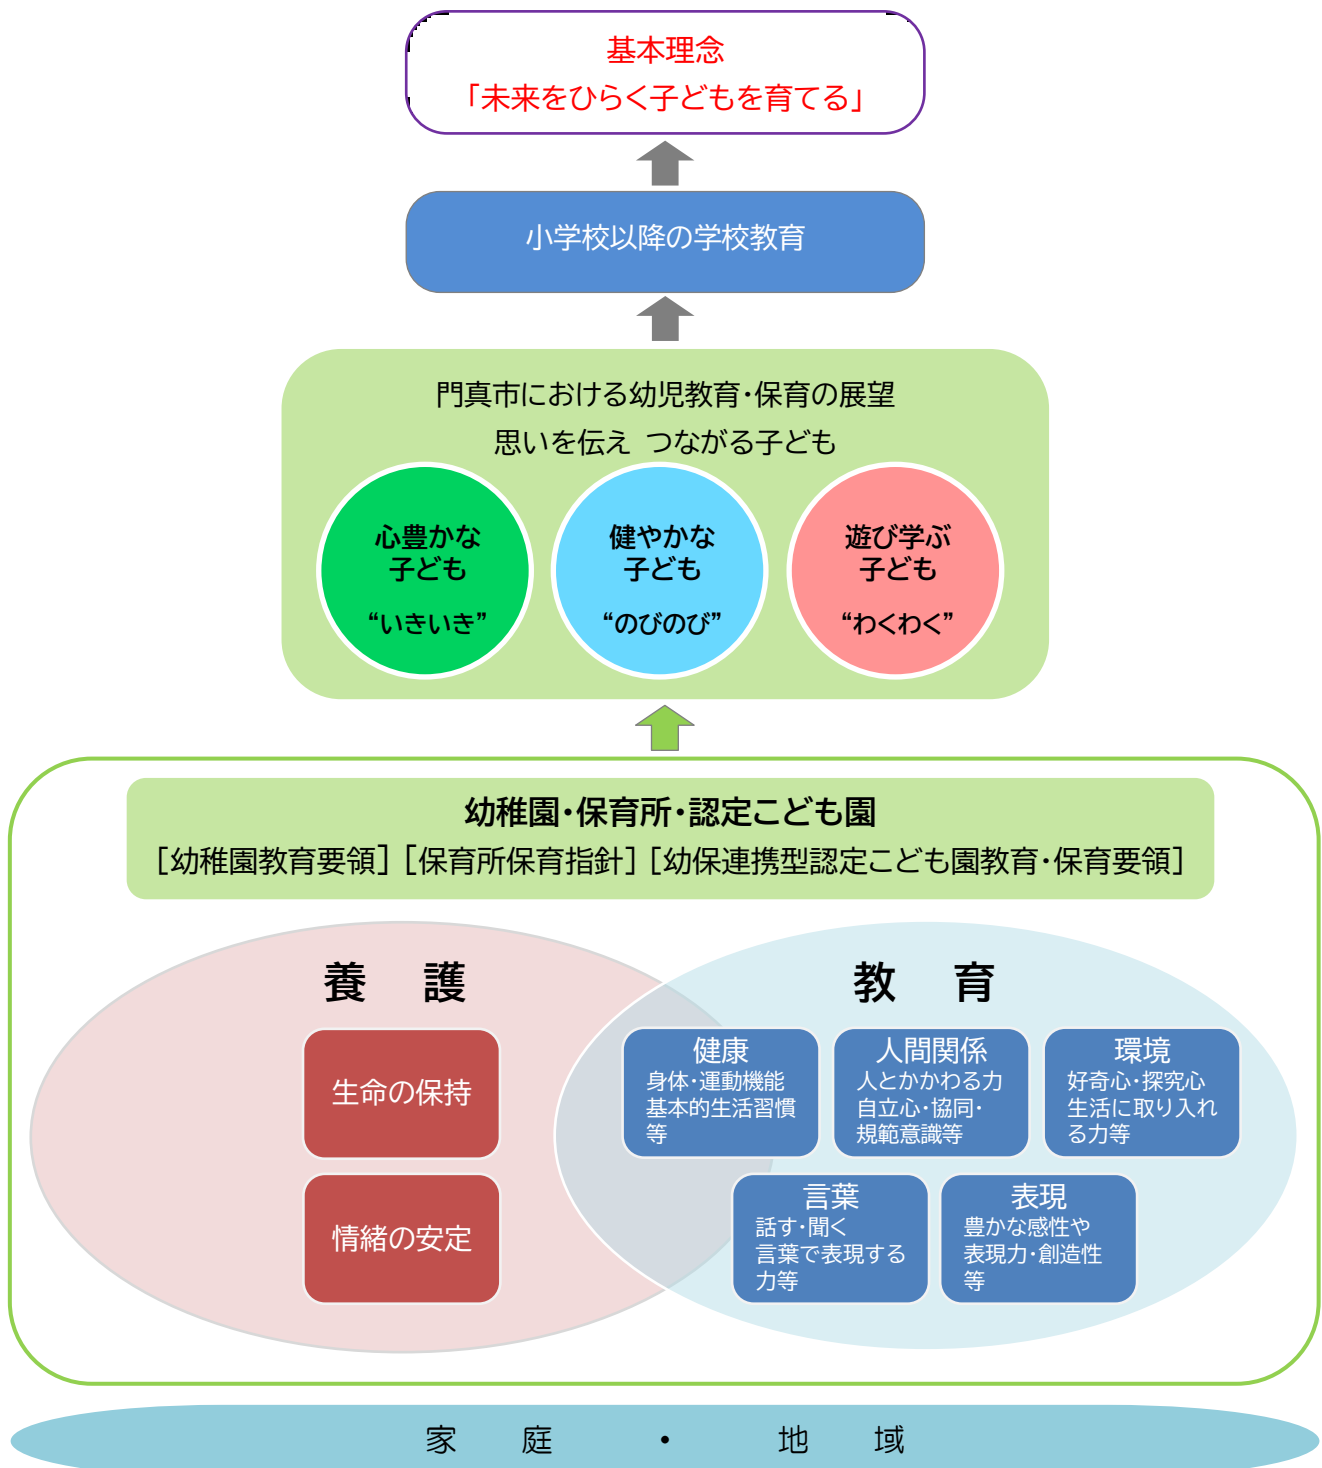 基本理念
「未来をひらく子どもを育てる」
小学校以降の学校教育
門真市における幼児教育・保育の展望
思いを伝え つながる子ども
心豊かな
子ども
“いきいき”
健やかな
子ども
“のびのび”
遊び学ぶ
子ども
“わくわく”
幼稚園・保育所・認定こども園
[幼稚園教育要領] [保育所保育指針] [幼保連携型認定こども園教育・保育要領]
養 護
生命の保持
情緒の安定
教 育
健康
身体・運動機能
基本的生活習慣
等
人間関係
人とかかわる力
自立心・協同・
規範意識等
環境
好奇心・探究心
生活に取り入れ
る力等
言葉
話す・聞く
言葉で表現する
力等
表現
豊かな感性や
表現力・創造性
等
家 庭 ・ 地 域